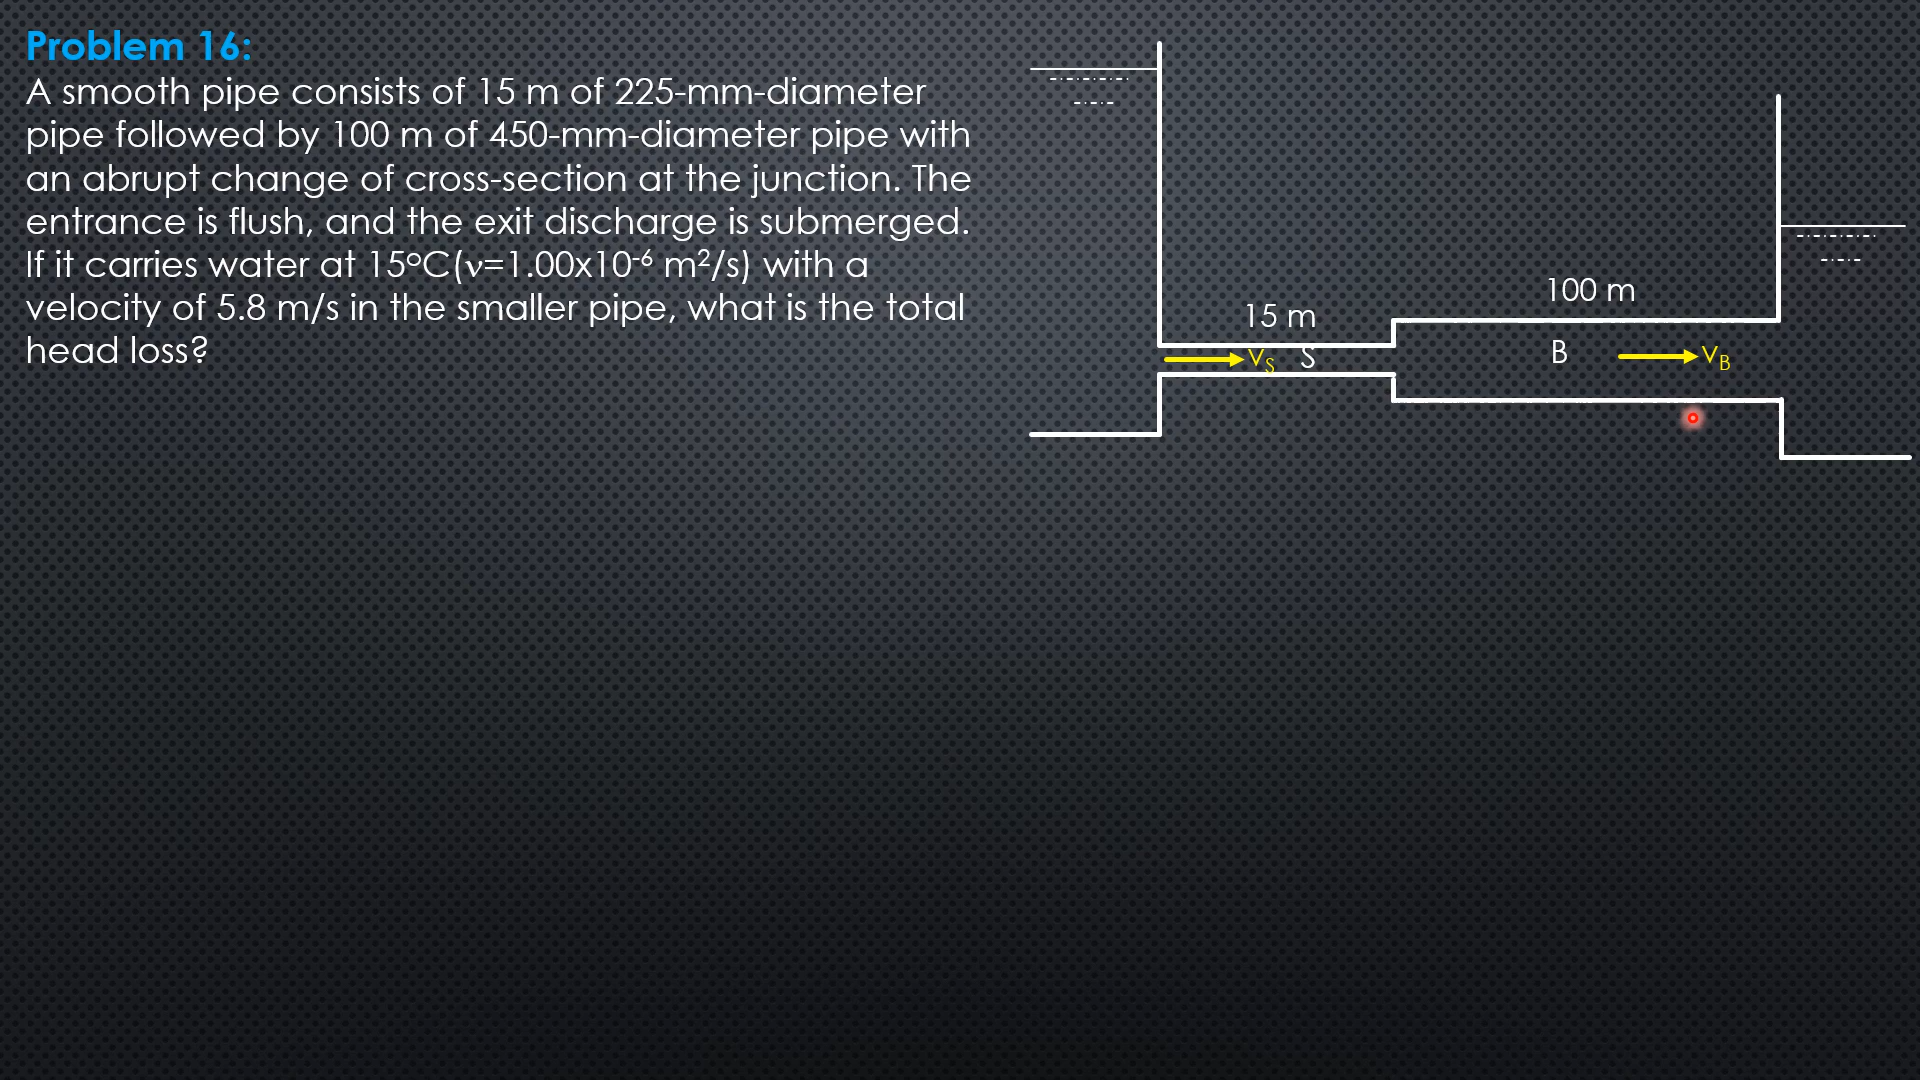 Problem 16:
A smooth pipe consists of 15 m of 225-mm-diameter
pipe followed by 100 m of 450-mm-diameter pipe with
an abrupt change of cross-section at the junction. The
entrance is flush, and the exit discharge is submerged.
If it carries water at 15ᵒC(ν=1.00x10⁻⁶ m²/s) with a
velocity of 5.8 m/s in the smaller pipe, what is the total
head loss?
15 m
100 m
V_S S
B V_B